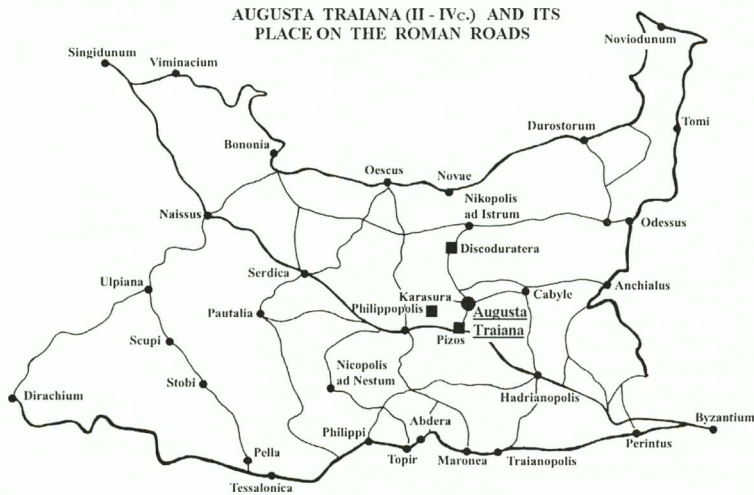 AUGUSTA TRAIANA (II - IVC.) AND ITS
PLACE ON THE ROMAN ROADS
Noviodunum
Singidunum
Viminacium
Tomi
Durostorum
Bononia
Oescus
Novae
Nikopolis
ad Istrum
Naissus
Odessus
Discoduratera
Serdica
Ulpiana
Anchialus
Cabyle
Karasura
Philippopolis
Pautalia
Augusta
Traiana
Pizos
Scupi
Nicopolis
ad Nestum
Stobi
Hadrianopolis
Dirachium
Abdera
Byzantium
Philippi
Perintus
Pella
Topir
Maronea
Traianopolis
Tessalonica